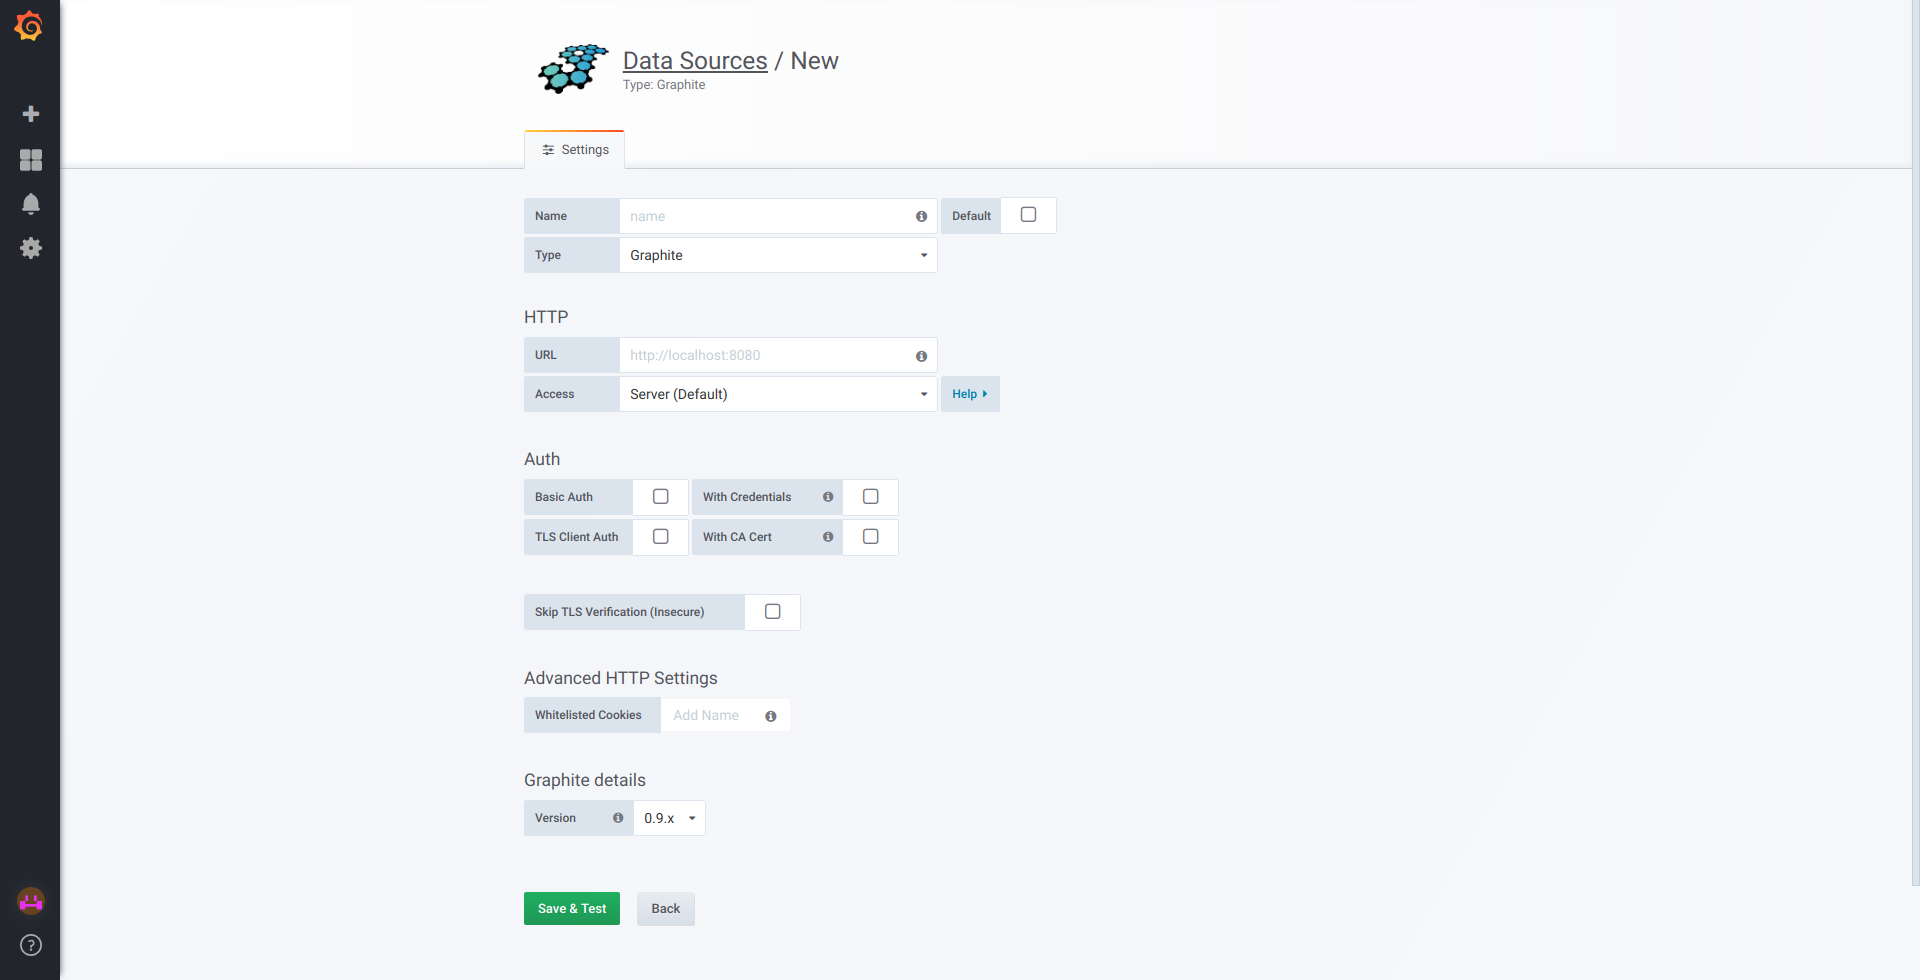 Data Sources / New
Type: Graphite
Settings
Name name Default
Type Graphite
HTTP
URL http://localhost:8080
Access Server (Default) Help
Auth
Basic Auth With Credentials
TLS Client Auth With CA Cert
Skip TLS Verification (Insecure)
Advanced HTTP Settings
Whitelisted Cookies Add Name
Graphite details
Version 0.9.x
Save & Test Back